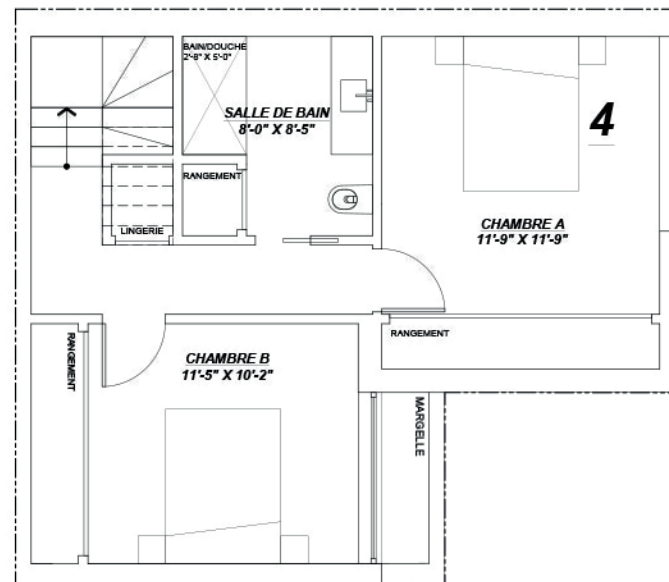 BAIN/DOUCHE
2'-8" X 5'-0"
SALLE DE BAIN
8'-0" X 8'-5"
4
RANGEMENT
LINGERIE
CHAMBRE A
11'-9" X 11'-9"
RANGEMENT
RANGEMENT
CHAMBRE B
11'-5" X 10'-2"
MARGELLE